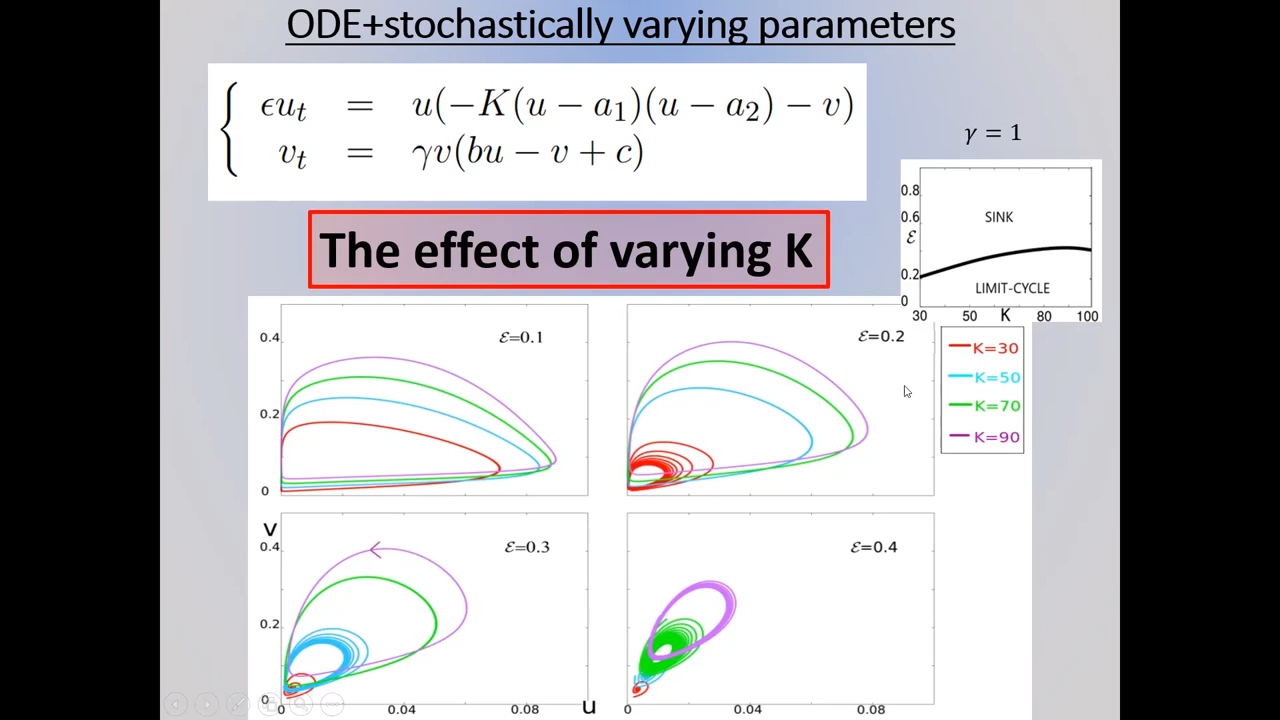 ODE+stochastically varying parameters
ϵu_t = u(−K(u − a_1)(u − a_2) − v)
v_t = γv(bu − v + c)
γ = 1
The effect of varying K
0.8
0.6
ε
0.2
0
SINK
LIMIT-CYCLE
30 50 K 80 100
0.4
0.2
0
ε=0.1
ε=0.2
K=30
K=50
K=70
K=90
v
0.4
0.2
0
ε=0.3
ε=0.4
0 0.04 0.08 u 0 0.04 0.08